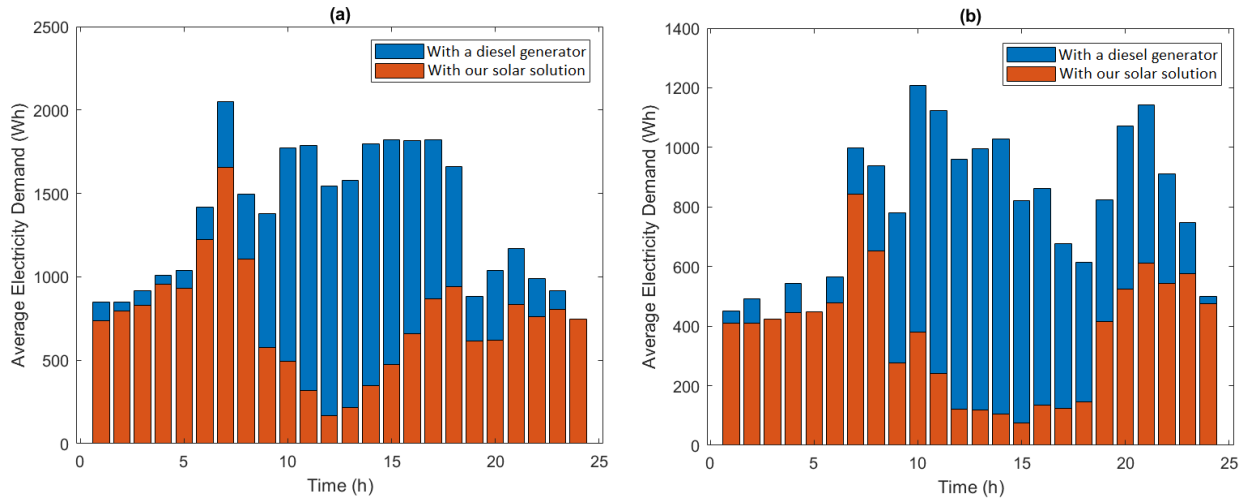 (a)
2500
2000
1500
1000
500
0
0 5 10 15 20 25
Time (h)
Average Electricity Demand (Wh)
With a diesel generator
With our solar solution
(b)
1400
1200
1000
800
600
400
200
0
0 5 10 15 20 25
Time (h)
Average Electricity Demand (Wh)
With a diesel generator
With our solar solution